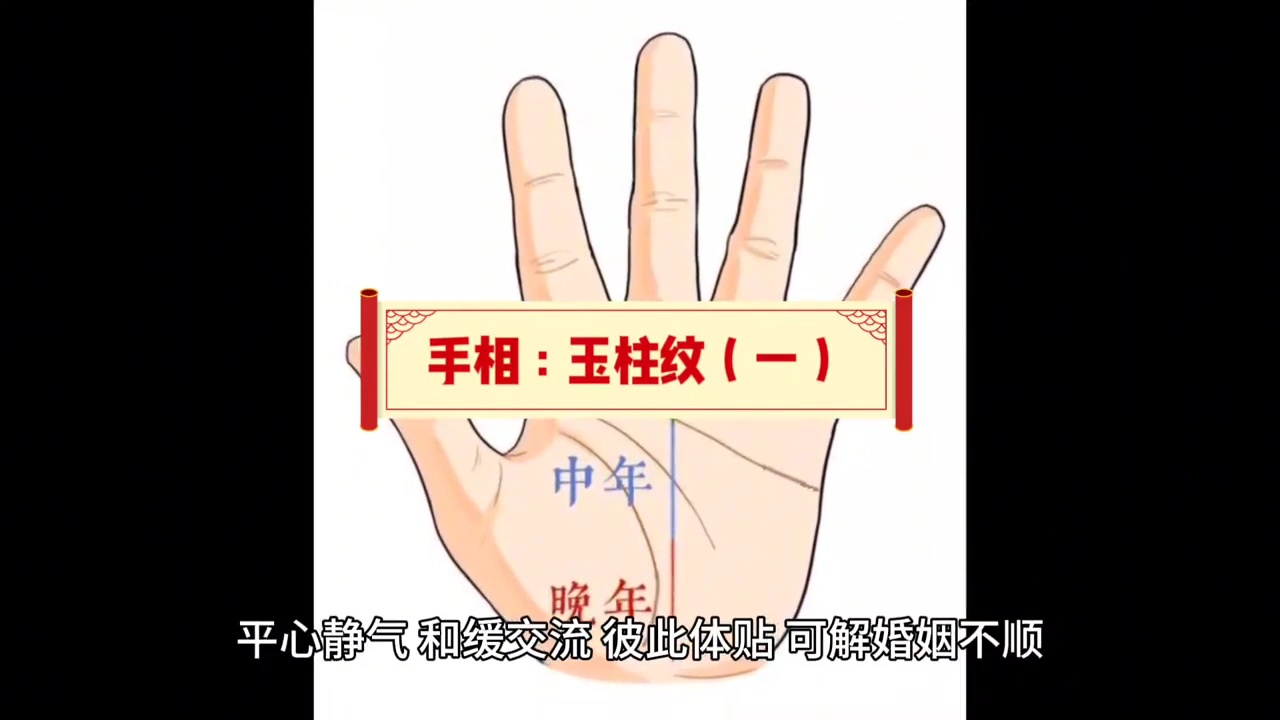 手相：玉柱纹（一）
中年
晚年
平心静气 和缓交流 彼此体贴 可解婚姻不顺